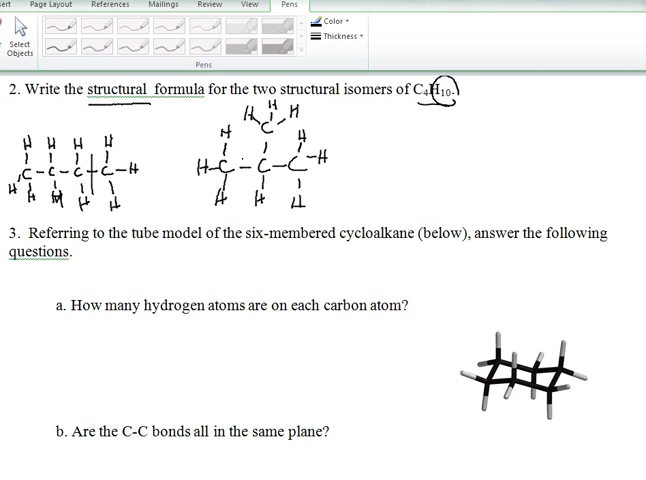 ert Page Layout References Mailings Review View Pens
Select
Objects
Color
Thickness
Pens
2. Write the structural formula for the two structural isomers of C4H10.
H H H
C
H H H H H H
C-C-C-C-H H-C-C-C-H
H H H H H H H H
3. Referring to the tube model of the six-membered cycloalkane (below), answer the following
questions.
a. How many hydrogen atoms are on each carbon atom?
b. Are the C-C bonds all in the same plane?